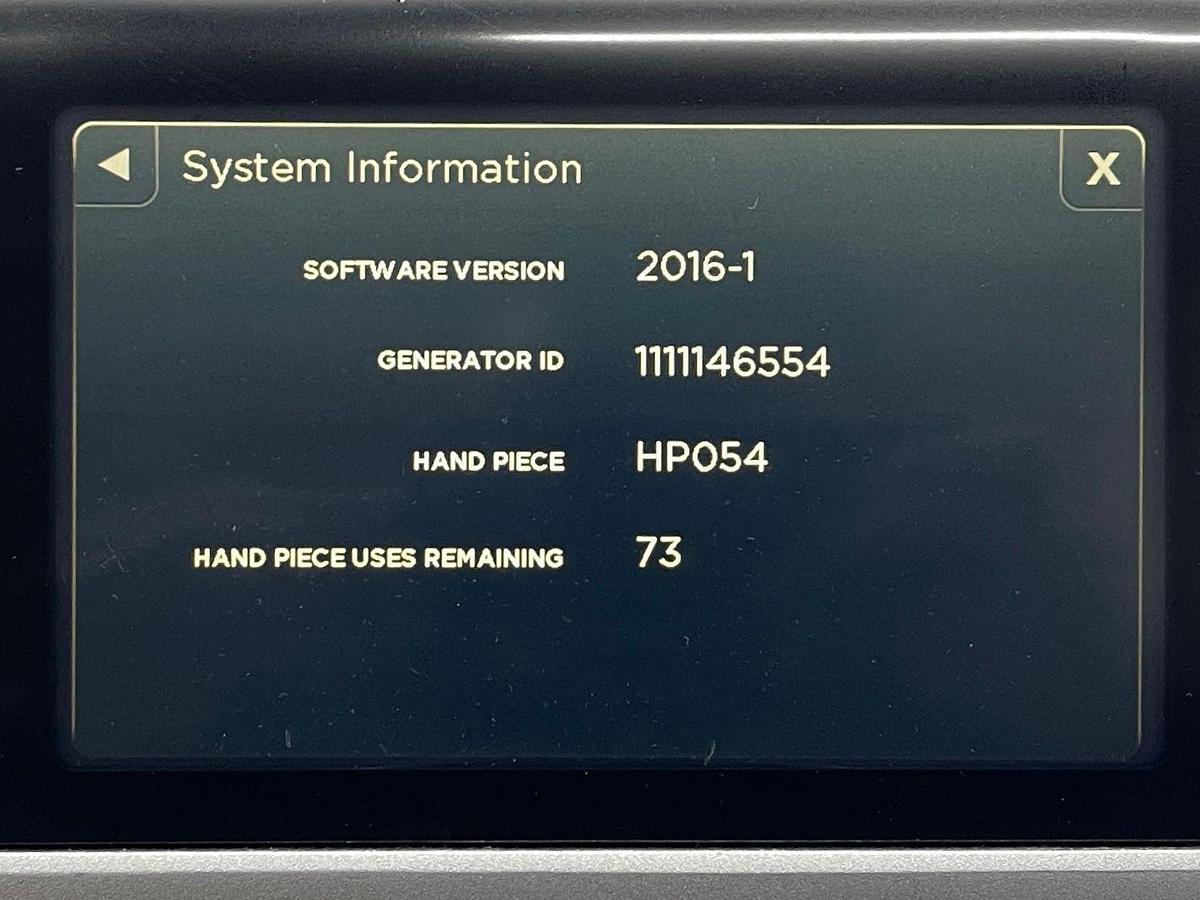 System Information
X
SOFTWARE VERSION 2016-1
GENERATOR ID 1111146554
HAND PIECE HP054
HAND PIECE USES REMAINING 73